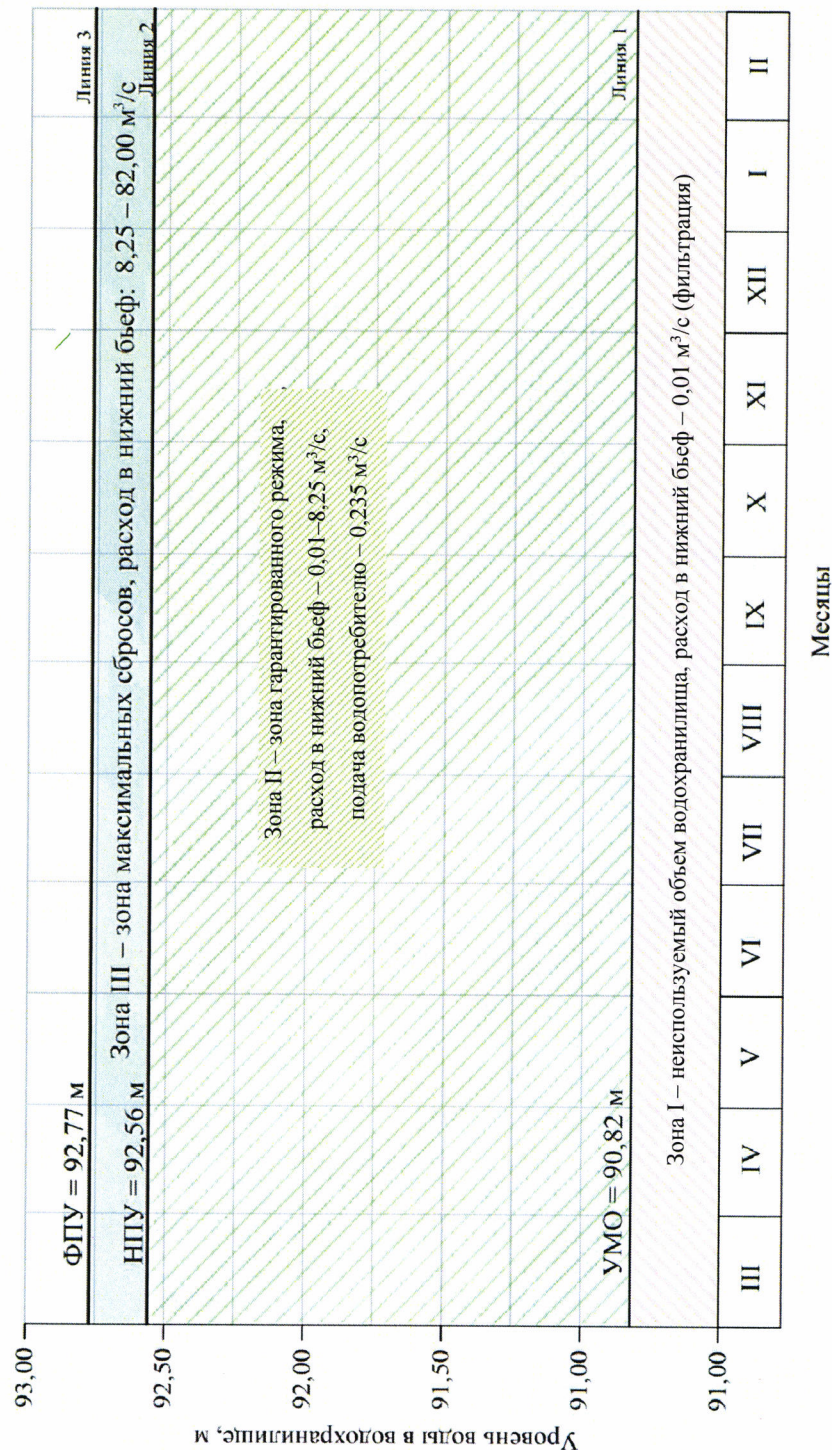 Уровень воды в водохранилище, м
93,00
92,50
92,00
91,50
91,00
91,00
ФПУ = 92,77 м
Линия 3
НПУ = 92,56 м
Зона III – зона максимальных сбросов, расход в нижний бьеф: 8,25 – 82,00 м³/с
Линия 2
Зона II – зона гарантированного режима,
расход в нижний бьеф – 0,01–8,25 м³/с,
подача водопотребителю – 0,235 м³/с
УМО = 90,82 м
Линия 1
Зона I – неиспользуемый объем водохранилища, расход в нижний бьеф – 0,01 м³/с (фильтрация)
III IV V VI VII VIII IX X XI XII I II
Месяцы